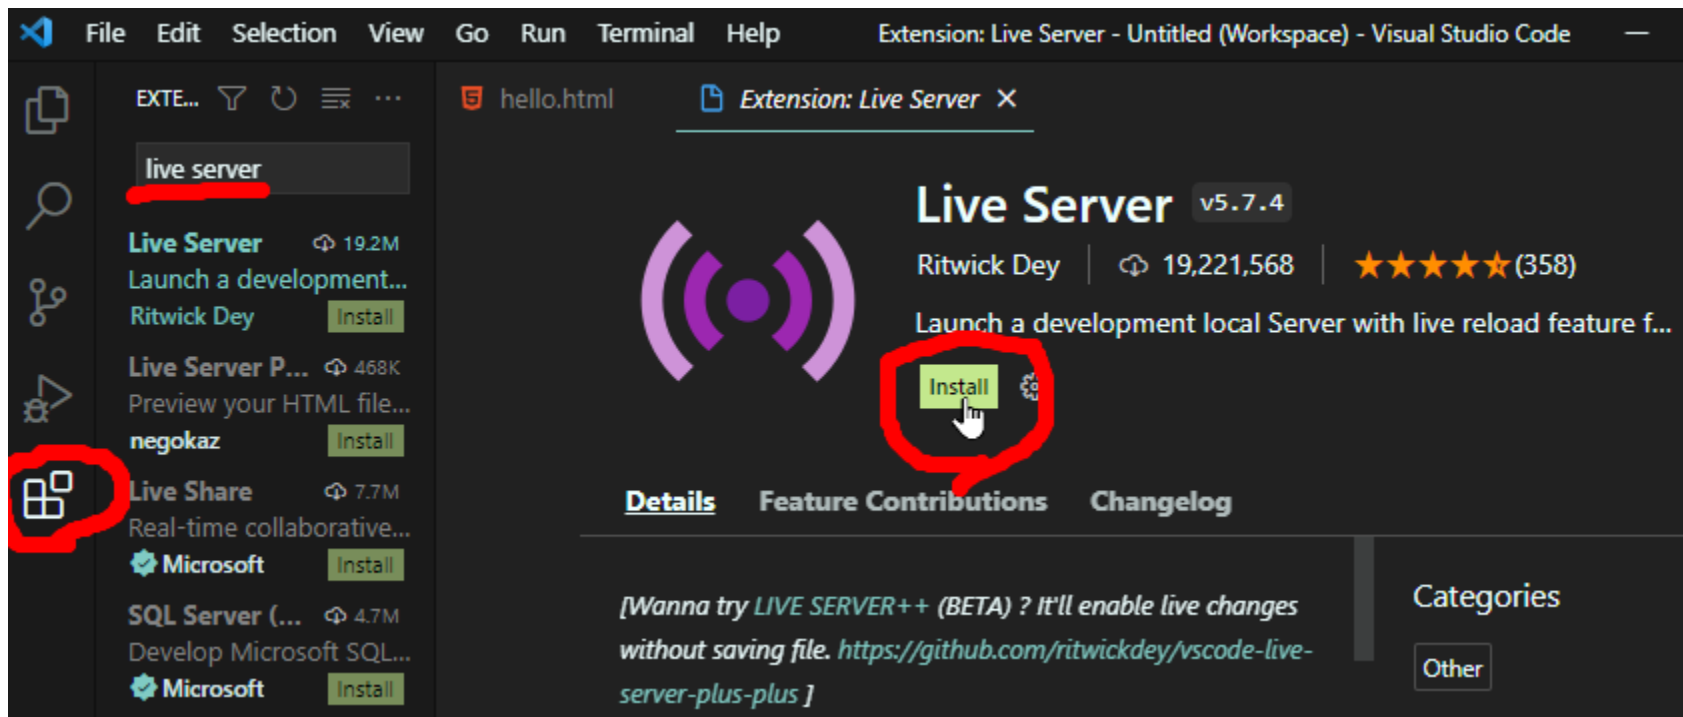 File Edit Selection View Go Run Terminal Help Extension: Live Server - Untitled (Workspace) - Visual Studio Code
EXTE...
hello.html
Extension: Live Server
live server
Live Server 19.2M
Launch a development...
Ritwick Dey Install
Live Server P... 468K
Preview your HTML file...
negokaz Install
Live Share 7.7M
Real-time collaborative...
Microsoft Install
SQL Server (... 4.7M
Develop Microsoft SQL...
Microsoft Install
Live Server v5.7.4
Ritwick Dey 19,221,568 (358)
Launch a development local Server with live reload feature f...
Install
Details Feature Contributions Changelog
[Wanna try LIVE SERVER++ (BETA) ? It'll enable live changes
without saving file. https://github.com/ritwickdey/vscode-live-
server-plus-plus ]
Categories
Other